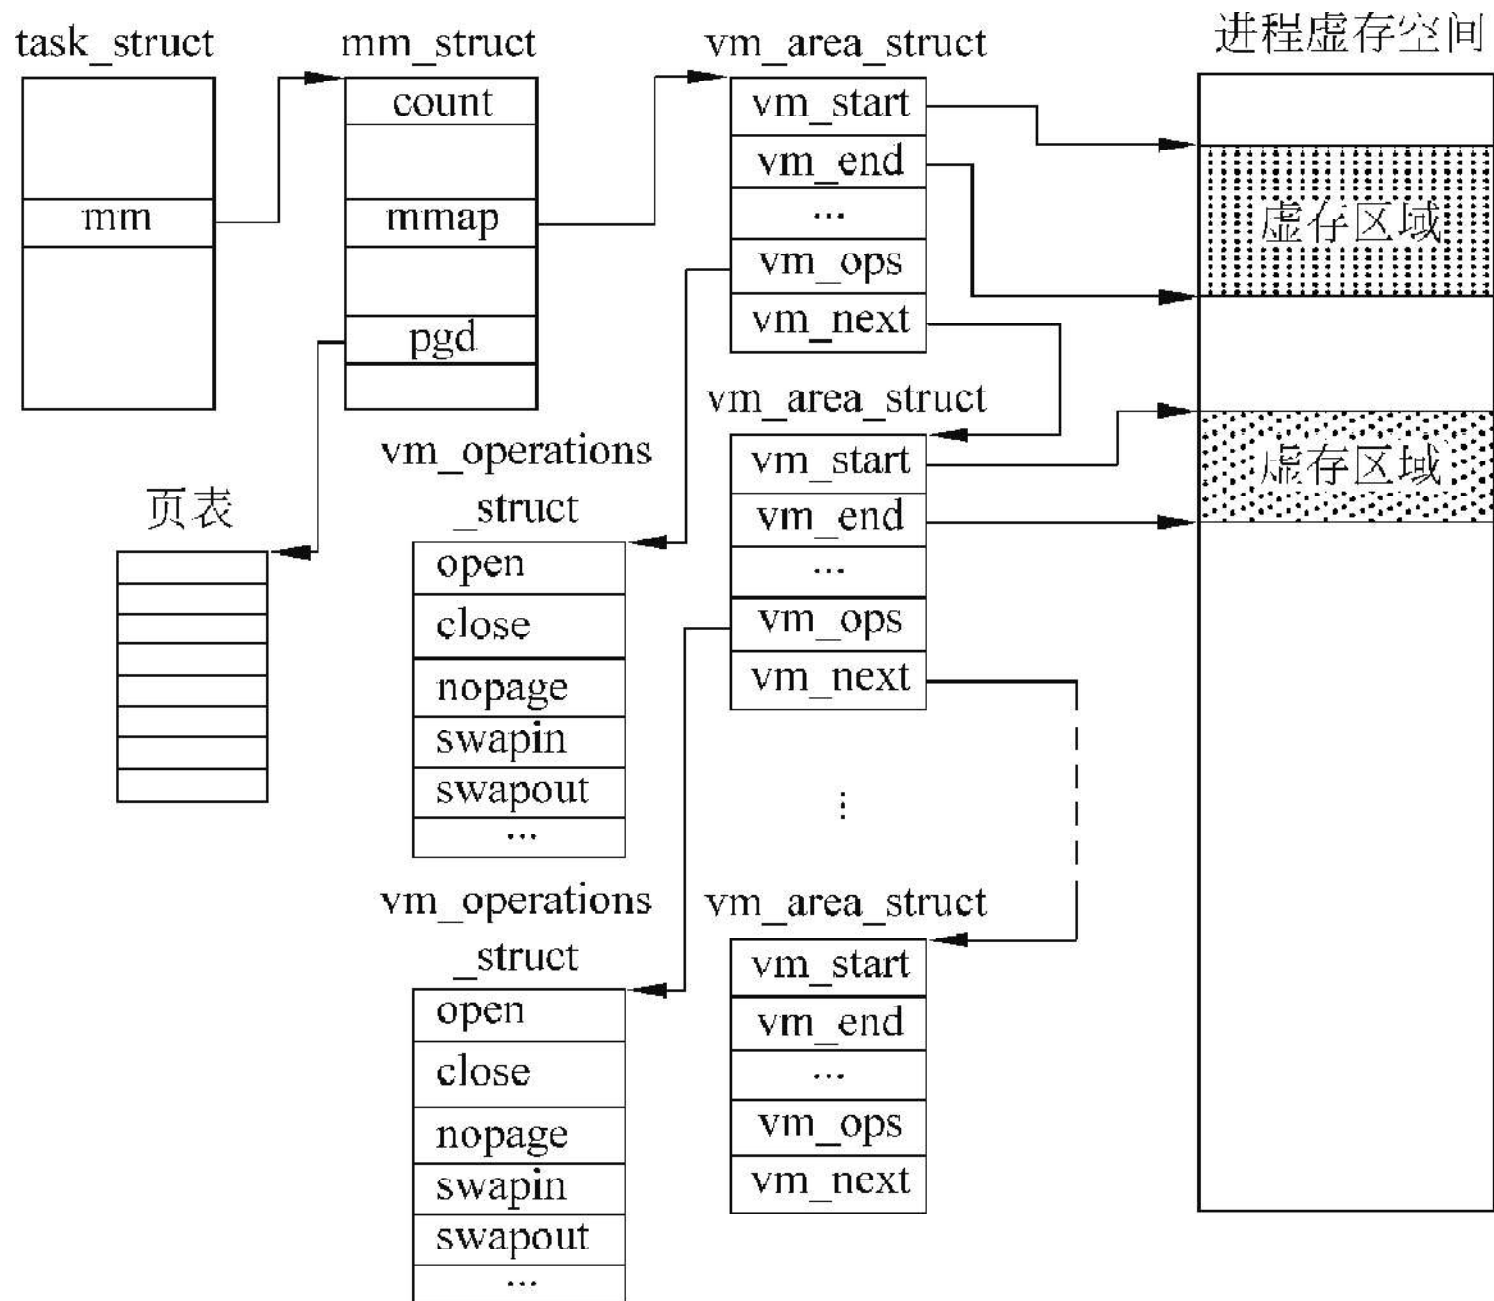 task_struct
mm
mm_struct
count
mmap
pgd
页表
vm_area_struct
vm_start
vm_end
...
vm_ops
vm_next
vm_operations
_struct
open
close
nopage
swapin
swapout
...
vm_area_struct
vm_start
vm_end
...
vm_ops
vm_next
⋮
vm_operations
_struct
open
close
nopage
swapin
swapout
...
vm_area_struct
vm_start
vm_end
...
vm_ops
vm_next
进程虚存空间
虚存区域
虚存区域